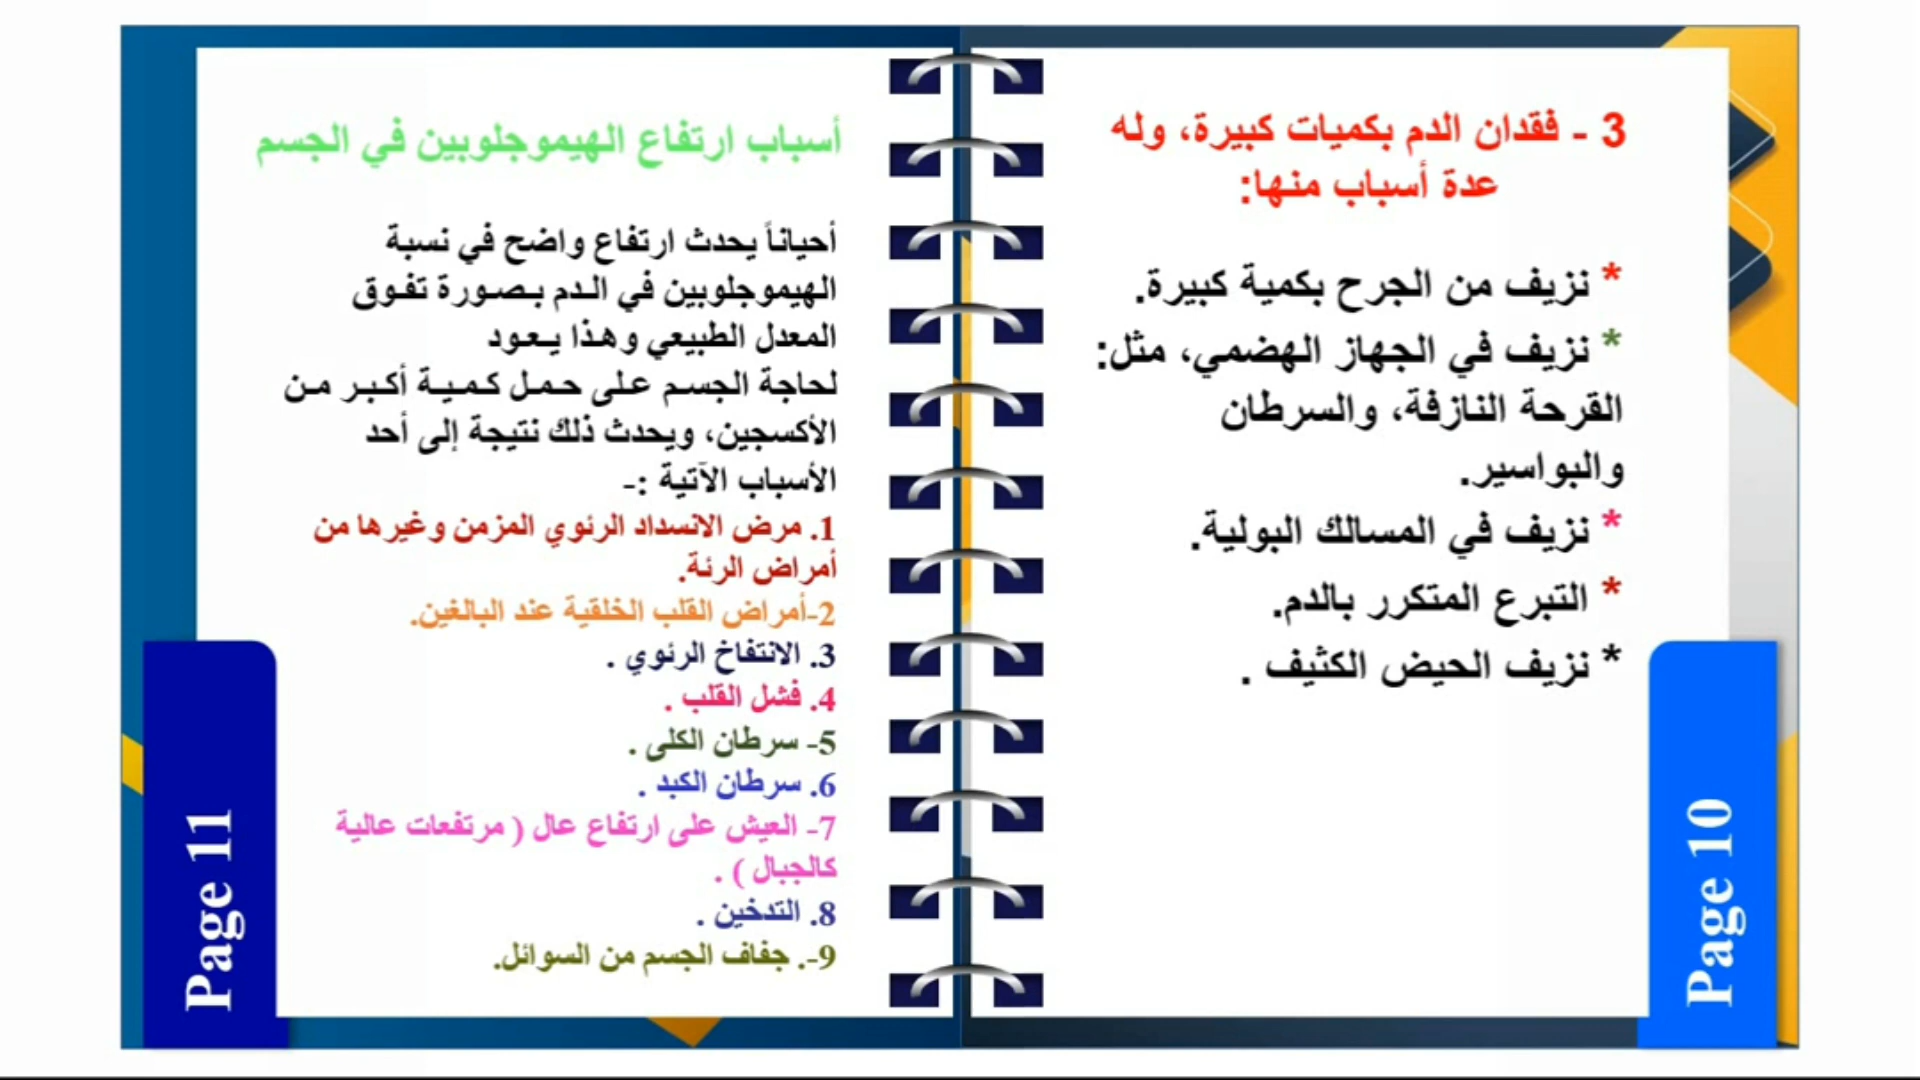 3 - فقدان الدم بكميات كبيرة، وله
عدة أسباب منها:
* نزيف من الجرح بكمية كبيرة.
* نزيف في الجهاز الهضمي، مثل:
القرحة النازفة، والسرطان
والبواسير.
* نزيف في المسالك البولية.
* التبرع المتكرر بالدم.
* نزيف الحيض الكثيف .
Page 10
أسباب ارتفاع الهيموجلوبين في الجسم
أحياناً يحدث ارتفاع واضح في نسبة
الهيموجلوبين في الدم بصورة تفوق
المعدل الطبيعي وهذا يعود
لحاجة الجسم على حمل كمية أكبر من
الأكسجين، ويحدث ذلك نتيجة إلى أحد
الأسباب الآتية :-
1. مرض الانسداد الرئوي المزمن وغيرها من
أمراض الرئة.
2-أمراض القلب الخلقية عند البالغين.
3. الانتفاخ الرئوي .
4. فشل القلب .
5- سرطان الكلى .
6. سرطان الكبد .
7- العيش على ارتفاع عال ( مرتفعات عالية
كالجبال ) .
8. التدخين .
9-. جفاف الجسم من السوائل.
Page 11